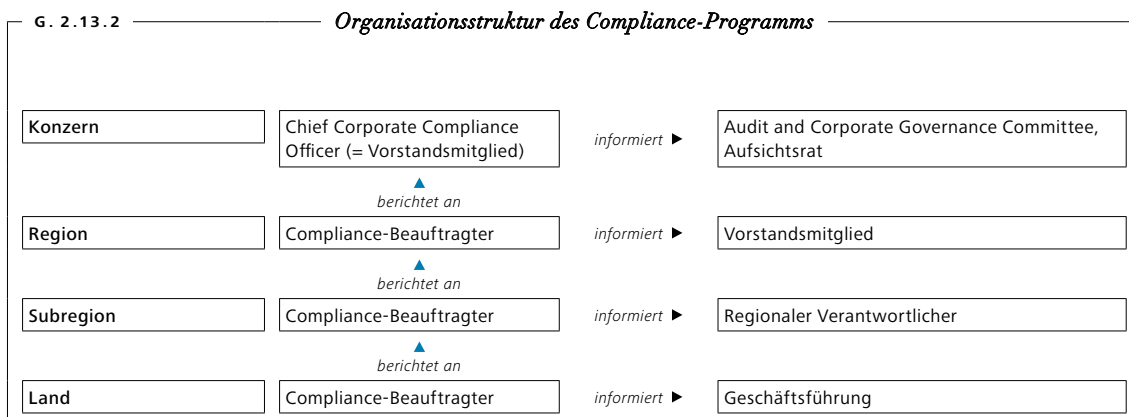 G. 2.13.2
Organisationsstruktur des Compliance-Programms
Konzern
Chief Corporate Compliance
Officer (= Vorstandsmitglied)
informiert ►
Audit and Corporate Governance Committee,
Aufsichtsrat
▲
berichtet an
Region
Compliance-Beauftragter
informiert ►
Vorstandsmitglied
▲
berichtet an
Subregion
Compliance-Beauftragter
informiert ►
Regionaler Verantwortlicher
▲
berichtet an
Land
Compliance-Beauftragter
informiert ►
Geschäftsführung